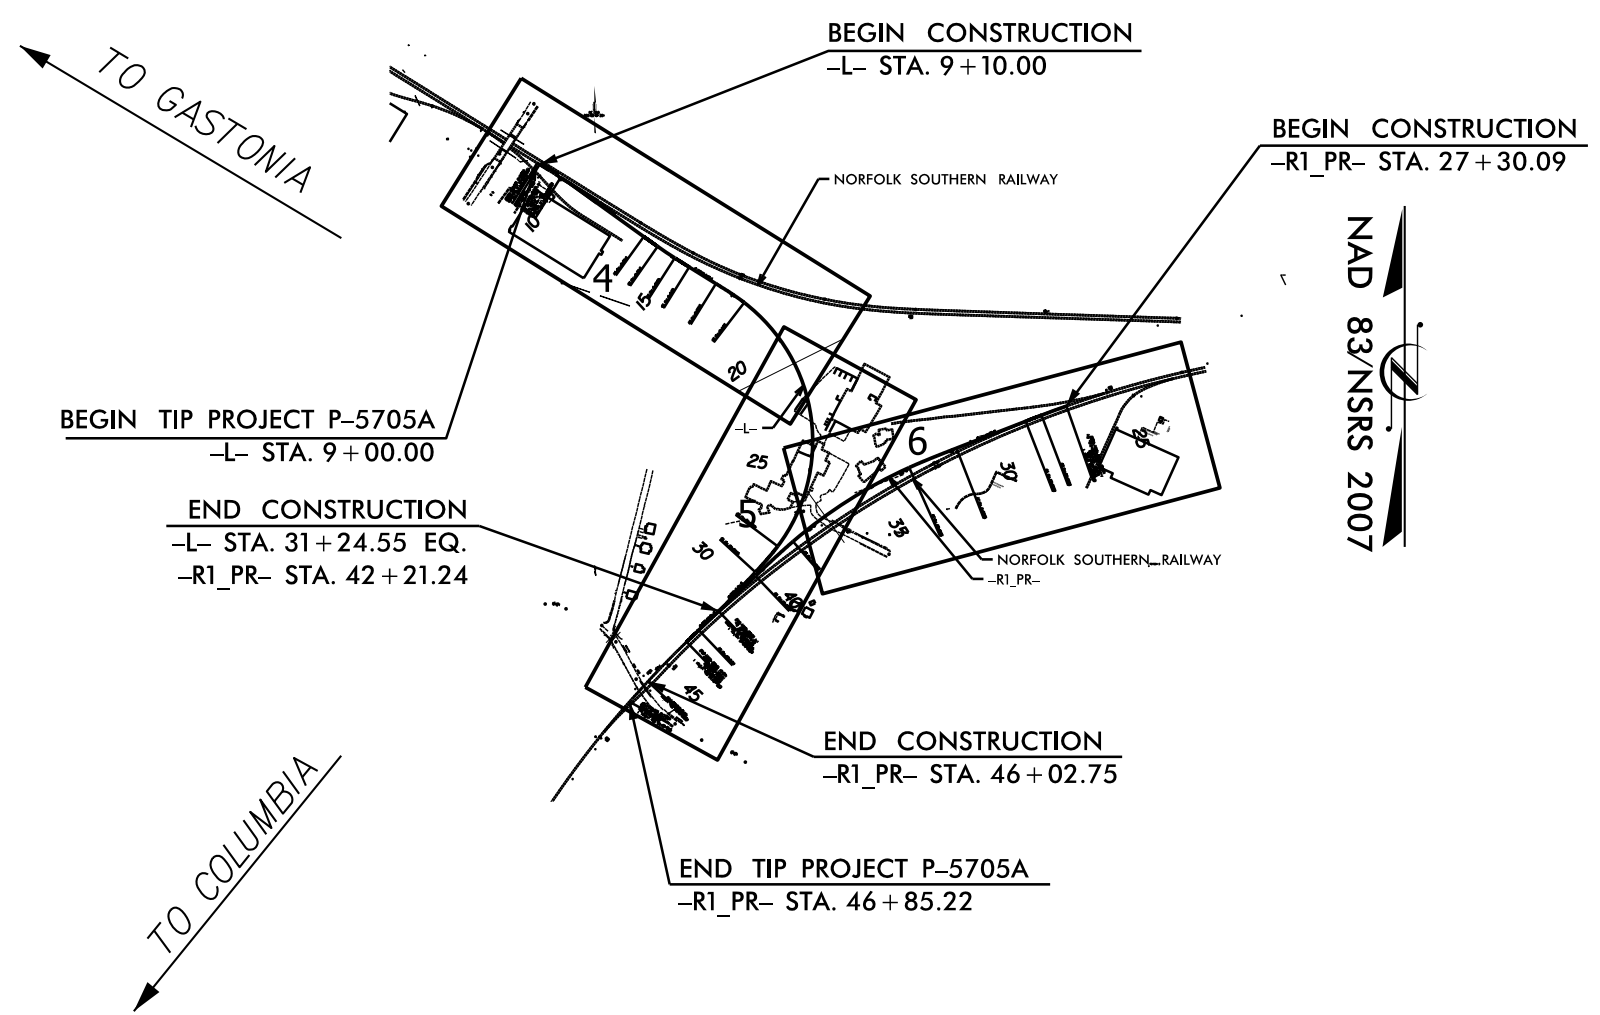 BEGIN CONSTRUCTION
-L- STA. 9+10.00
TO GASTONIA
BEGIN CONSTRUCTION
-R1_PR- STA. 27+30.09
NORFOLK SOUTHERN RAILWAY
NAD 83/NSRS 2007
10
4
15
20
BEGIN TIP PROJECT P-5705A
-L- STA. 9+00.00
-L-
6
25
30
5
35
30
END CONSTRUCTION
-L- STA. 31+24.55 EQ.
-R1_PR- STA. 42+21.24
NORFOLK SOUTHERN RAILWAY
-R1_PR-
40
45
END CONSTRUCTION
-R1_PR- STA. 46+02.75
TO COLUMBIA
END TIP PROJECT P-5705A
-R1_PR- STA. 46+85.22